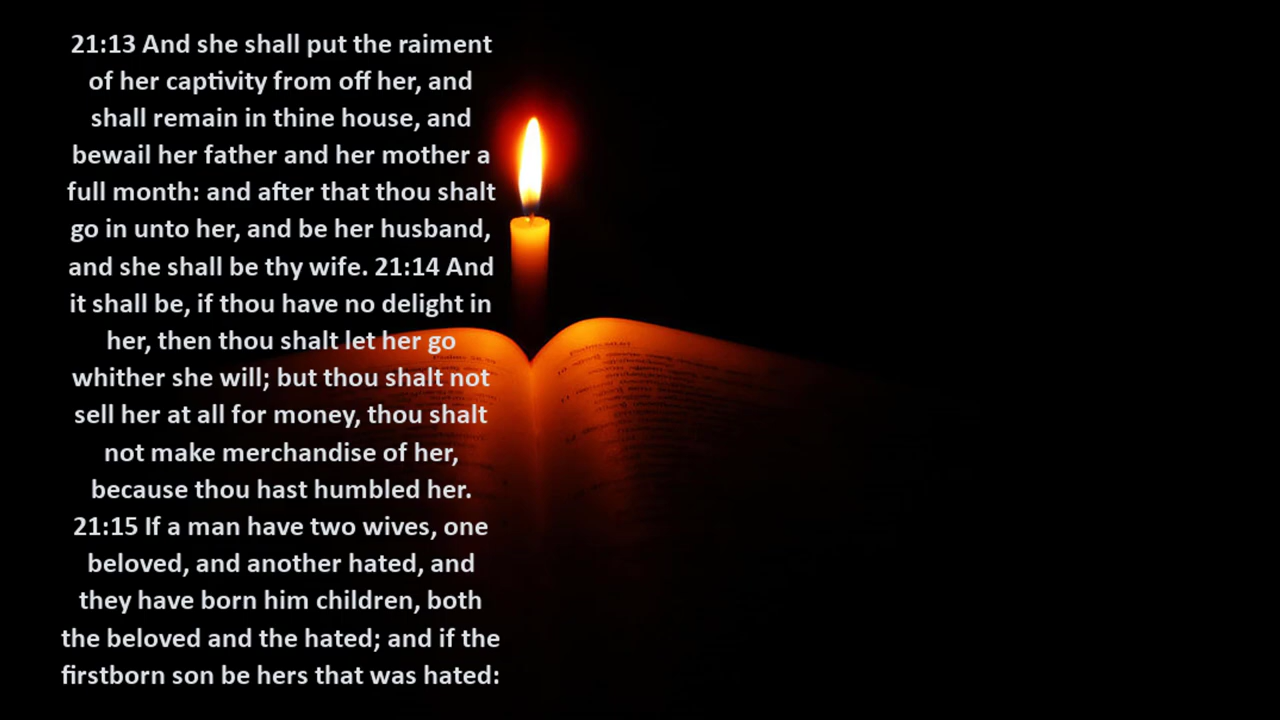 21:13 And she shall put the raiment
of her captivity from off her, and
shall remain in thine house, and
bewail her father and her mother a
full month: and after that thou shalt
go in unto her, and be her husband,
and she shall be thy wife. 21:14 And
it shall be, if thou have no delight in
her, then thou shalt let her go
whither she will; but thou shalt not
sell her at all for money, thou shalt
not make merchandise of her,
because thou hast humbled her.
21:15 If a man have two wives, one
beloved, and another hated, and
they have born him children, both
the beloved and the hated; and if the
firstborn son be hers that was hated: